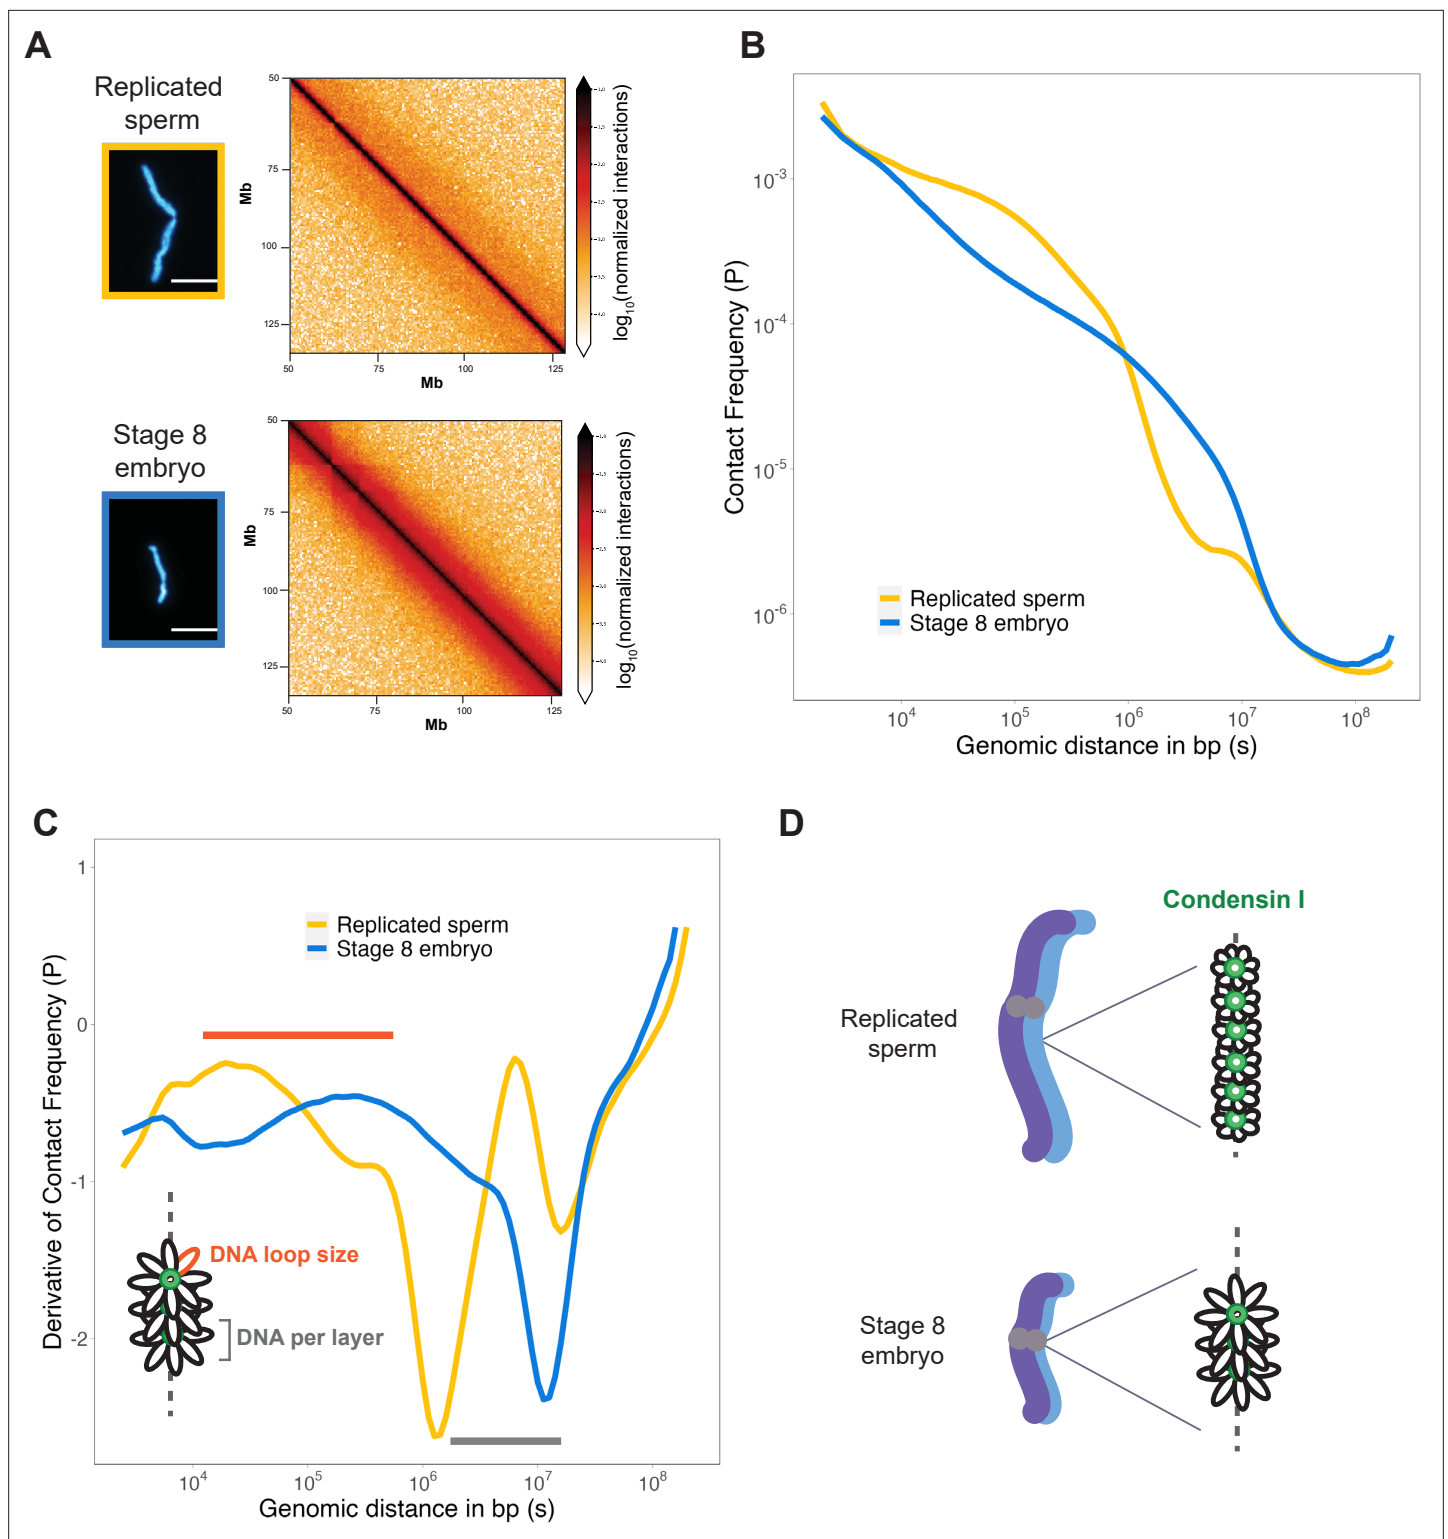 A
Replicated
sperm
50
75
100
125
Mb
50
75
100
125
Mb
log10(normalized interactions)
Stage 8
embryo
50
75
100
125
Mb
50
75
100
125
Mb
log10(normalized interactions)
B
Contact Frequency (P)
10-3
10-4
10-5
10-6
Replicated sperm
Stage 8 embryo
104
105
106
107
108
Genomic distance in bp (s)
C
Derivative of Contact Frequency (P)
1
0
-1
-2
Replicated sperm
Stage 8 embryo
DNA loop size
DNA per layer
104
105
106
107
108
Genomic distance in bp (s)
D
Condensin I
Replicated
sperm
Stage 8
embryo